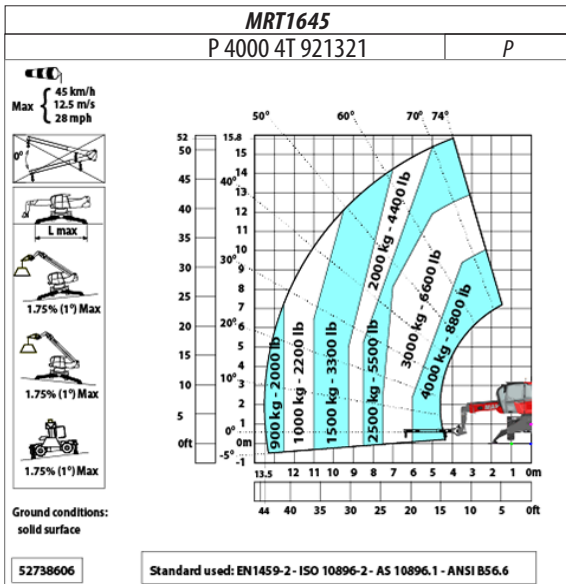 MRT1645
P 4000 4T 921321 P
Max { 45 km/h
12.5 m/s
28 mph
0°
L max
1.75% (1°) Max
1.75% (1°) Max
1.75% (1°) Max
Ground conditions:
solid surface
52738606
50° 60° 70° 74°
40°
30°
20°
10°
0°
-5°
52
50
45
40
35
30
25
20
15
10
5
0ft
15.8
15
14
13
12
11
10
9
8
7
6
5
4
3
2
1
0m
-1
900 kg - 2000 lb
1000 kg - 2200 lb
1500 kg - 3300 lb
2000 kg - 4400 lb
2500 kg - 5500 lb
3000 kg - 6600 lb
4000 kg - 8800 lb
13.5 12 11 10 9 8 7 6 5 4 3 2 1 0m
44 40 35 30 25 20 15 10 5 0ft
Standard used: EN1459-2 - ISO 10896-2 - AS 10896.1 - ANSI B56.6